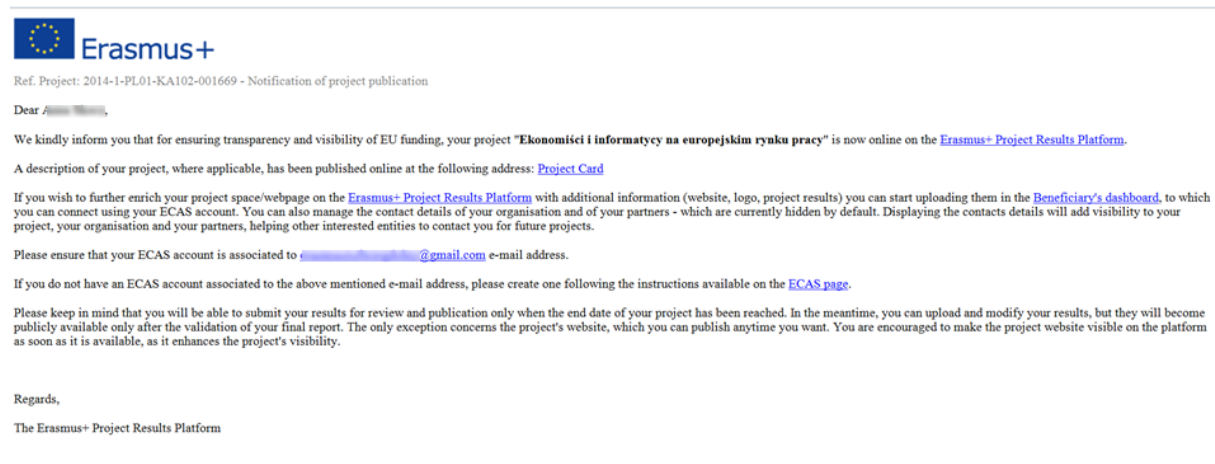 Erasmus+
Ref. Project: 2014-1-PL01-KA102-001669 - Notification of project publication
Dear
We kindly inform you that for ensuring transparency and visibility of EU funding, your project "Ekonomiści i informatycy na europejskim rynku pracy" is now online on the Erasmus+ Project Results Platform.
A description of your project, where applicable, has been published online at the following address: Project Card
If you wish to further enrich your project space/webpage on the Erasmus+ Project Results Platform with additional information (website, logo, project results) you can start uploading them in the Beneficiary's dashboard, to which
you can connect using your ECAS account. You can also manage the contact details of your organisation and of your partners - which are currently hidden by default. Displaying the contacts details will add visibility to your
project, your organisation and your partners, helping other interested entities to contact you for future projects.
Please ensure that your ECAS account is associated to @gmail.com e-mail address.
If you do not have an ECAS account associated to the above mentioned e-mail address, please create one following the instructions available on the ECAS page.
Please keep in mind that you will be able to submit your results for review and publication only when the end date of your project has been reached. In the meantime, you can upload and modify your results, but they will become
publicly available only after the validation of your final report. The only exception concerns the project's website, which you can publish anytime you want. You are encouraged to make the project website visible on the platform
as soon as it is available, as it enhances the project's visibility.
Regards,
The Erasmus+ Project Results Platform